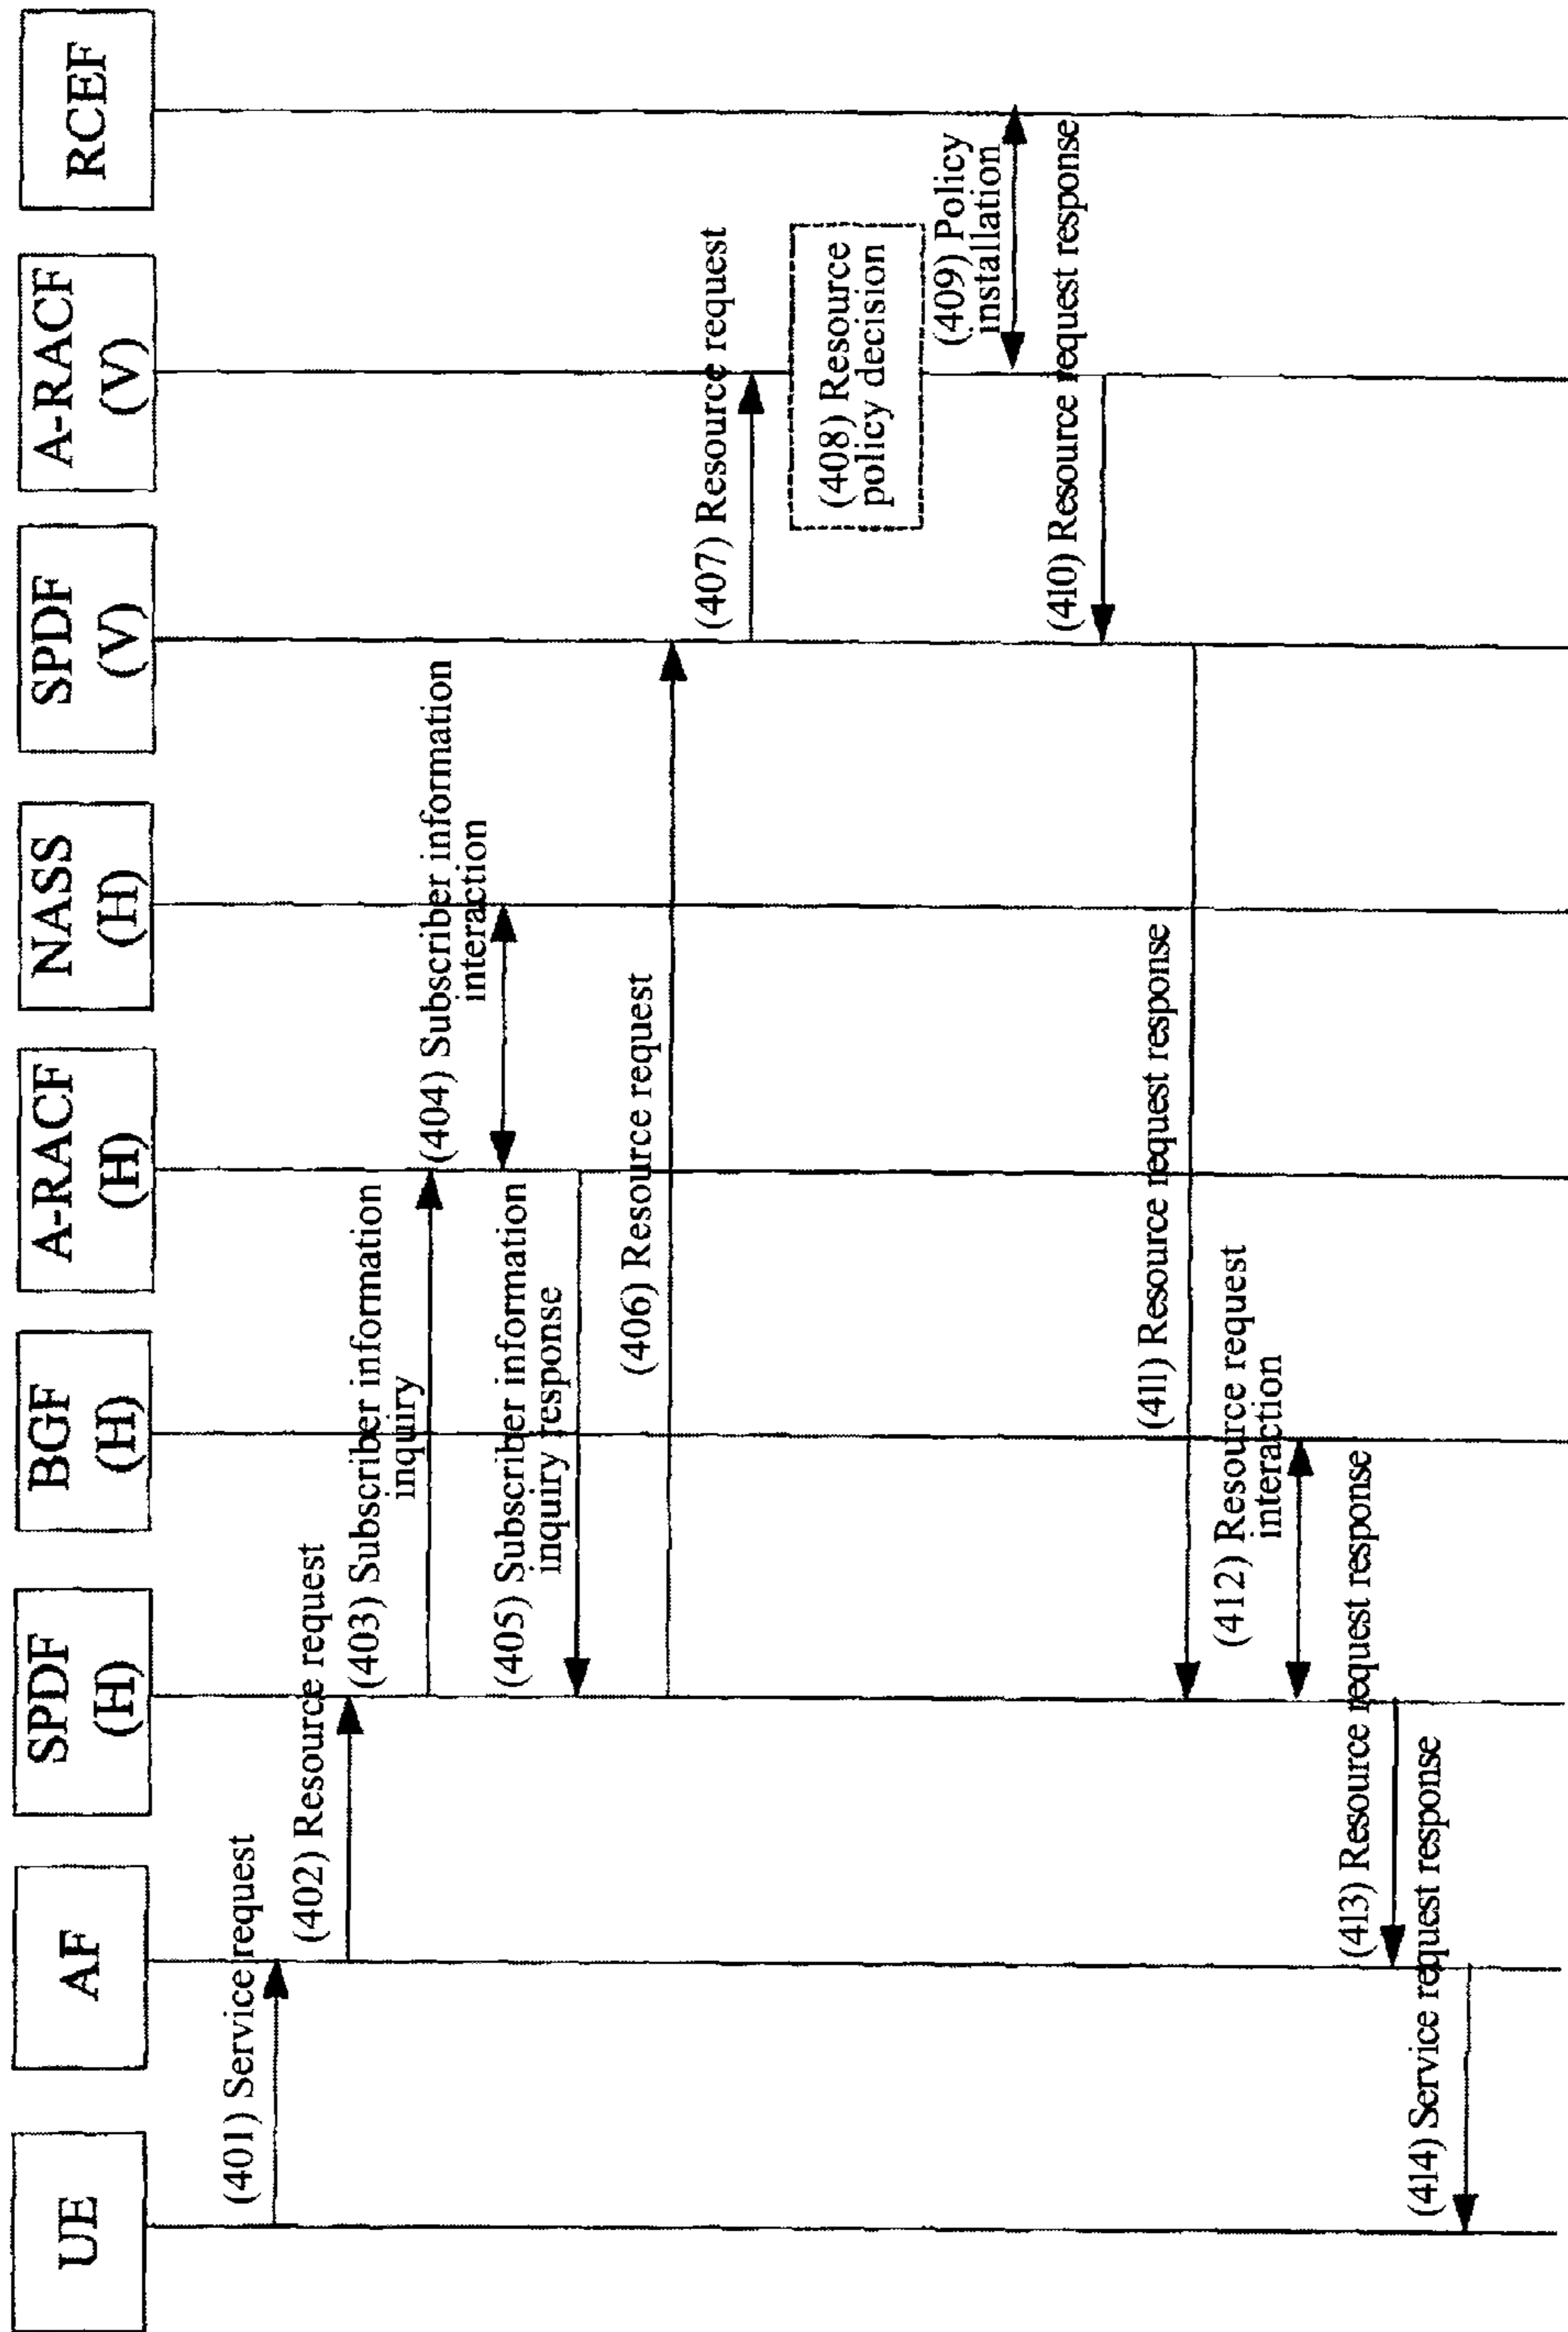 UE
AF
SPDF
(H)
BGF
(H)
A-RACF
(H)
NASS
(H)
SPDF
(V)
A-RACF
(V)
RCEF
(401) Service request
(402) Resource request
(403) Subscriber information
inquiry
(404) Subscriber information
interaction
(405) Subscriber information
inquiry response
(406) Resource request
(407) Resource request
(408) Resource
policy decision
(409) Policy
installation
(410) Resource request response
(411) Resource request response
(412) Resource request
interaction
(413) Resource request response
(414) Service request response